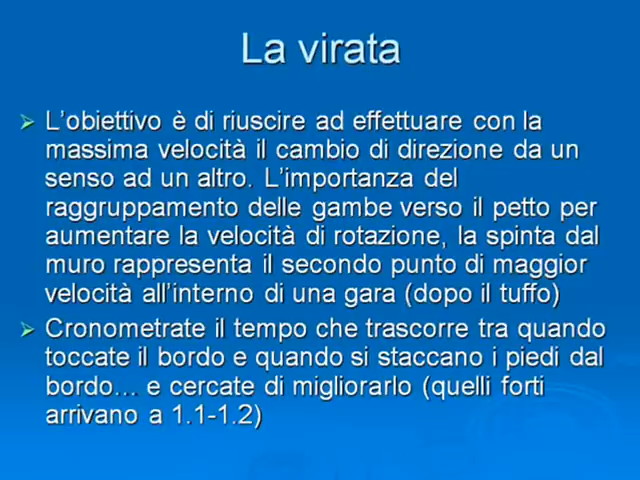 La virata
L'obiettivo è di riuscire ad effettuare con la
massima velocità il cambio di direzione da un
senso ad un altro. L'importanza del
raggruppamento delle gambe verso il petto per
aumentare la velocità di rotazione, la spinta dal
muro rappresenta il secondo punto di maggior
velocità all'interno di una gara (dopo il tuffo)
Cronometrate il tempo che trascorre tra quando
toccate il bordo e quando si staccano i piedi dal
bordo... e cercate di migliorarlo (quelli forti
arrivano a 1.1-1.2)